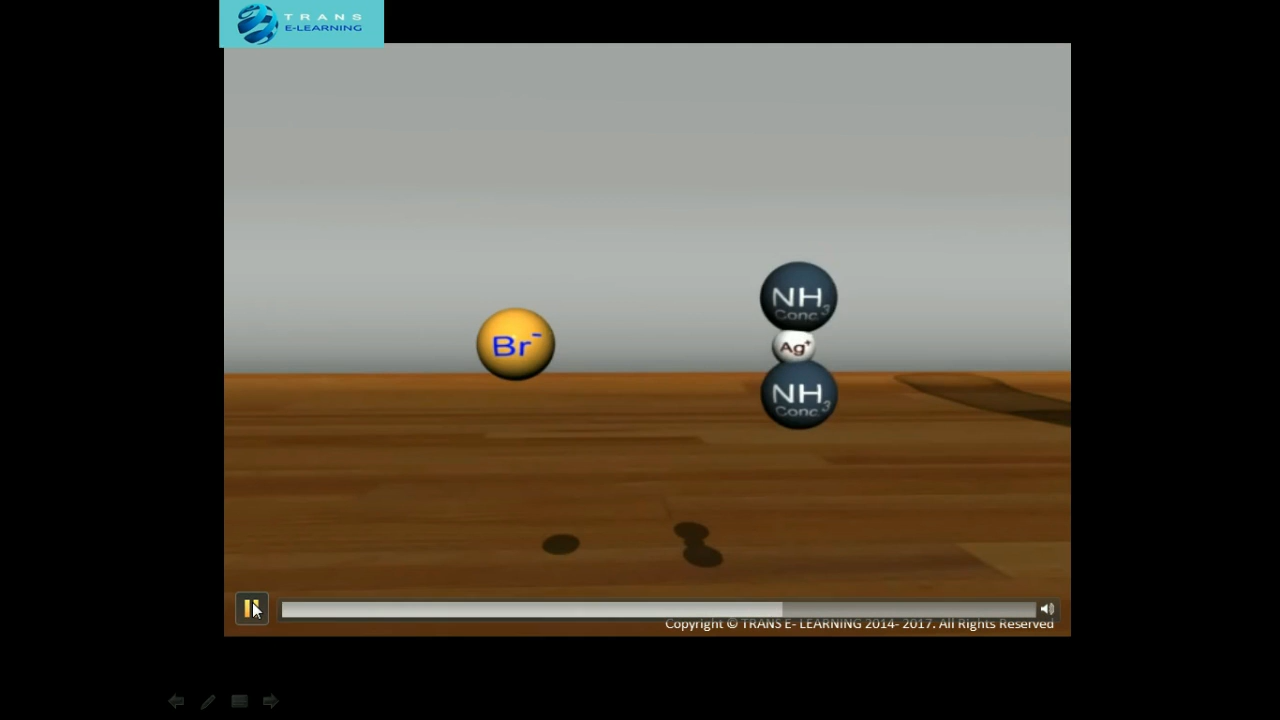 TRANS
E-LEARNING
NH3
Conc.
Br-
Ag+
NH3
Conc.
Copyright © TRANS E- LEARNING 2014- 2017. All Rights Reserved